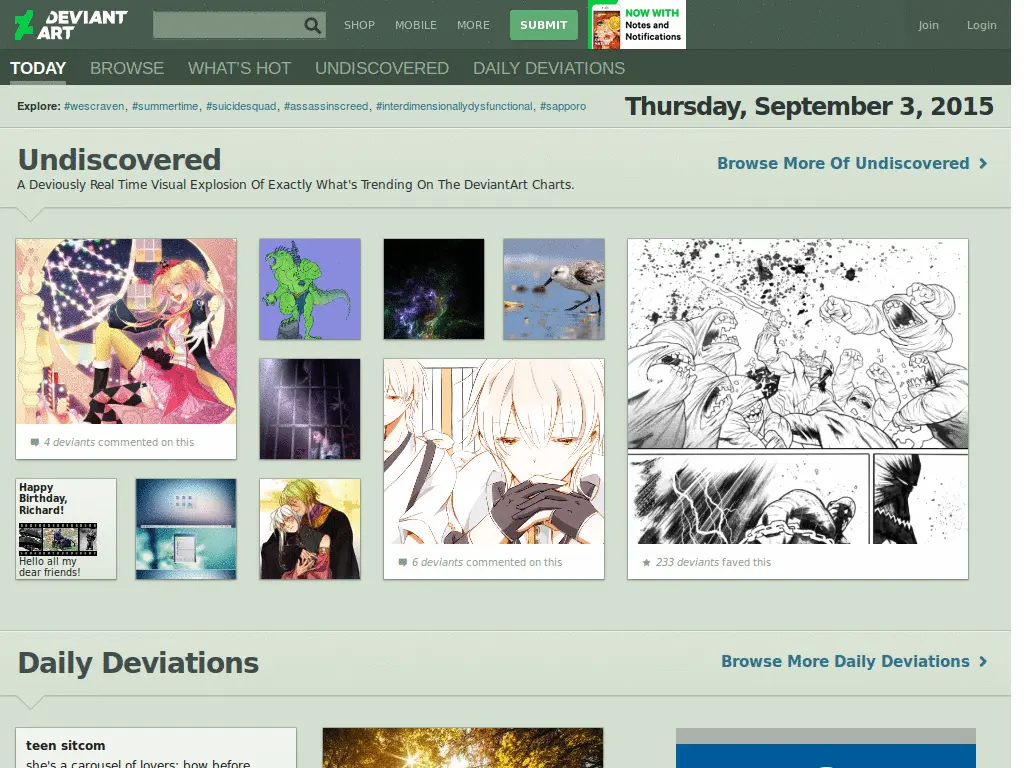 DEVIANT
ART
SHOP
MOBILE
MORE
SUBMIT
NOW WITH
Notes and
Notifications
Join
Login
TODAY
BROWSE
WHAT'S HOT
UNDISCOVERED
DAILY DEVIATIONS
Explore: #wescraven, #summertime, #suicidesquad, #assassinscreed, #interdimensionallydysfunctional, #sapporo
Thursday, September 3, 2015
Undiscovered
A Deviously Real Time Visual Explosion Of Exactly What's Trending On The DeviantArt Charts.
Browse More Of Undiscovered
4 deviants commented on this
Happy
Birthday,
Richard!
Hello all my
dear friends!
6 deviants commented on this
233 deviants faved this
Daily Deviations
Browse More Daily Deviations
teen sitcom
she's a carousel of lovers: how before